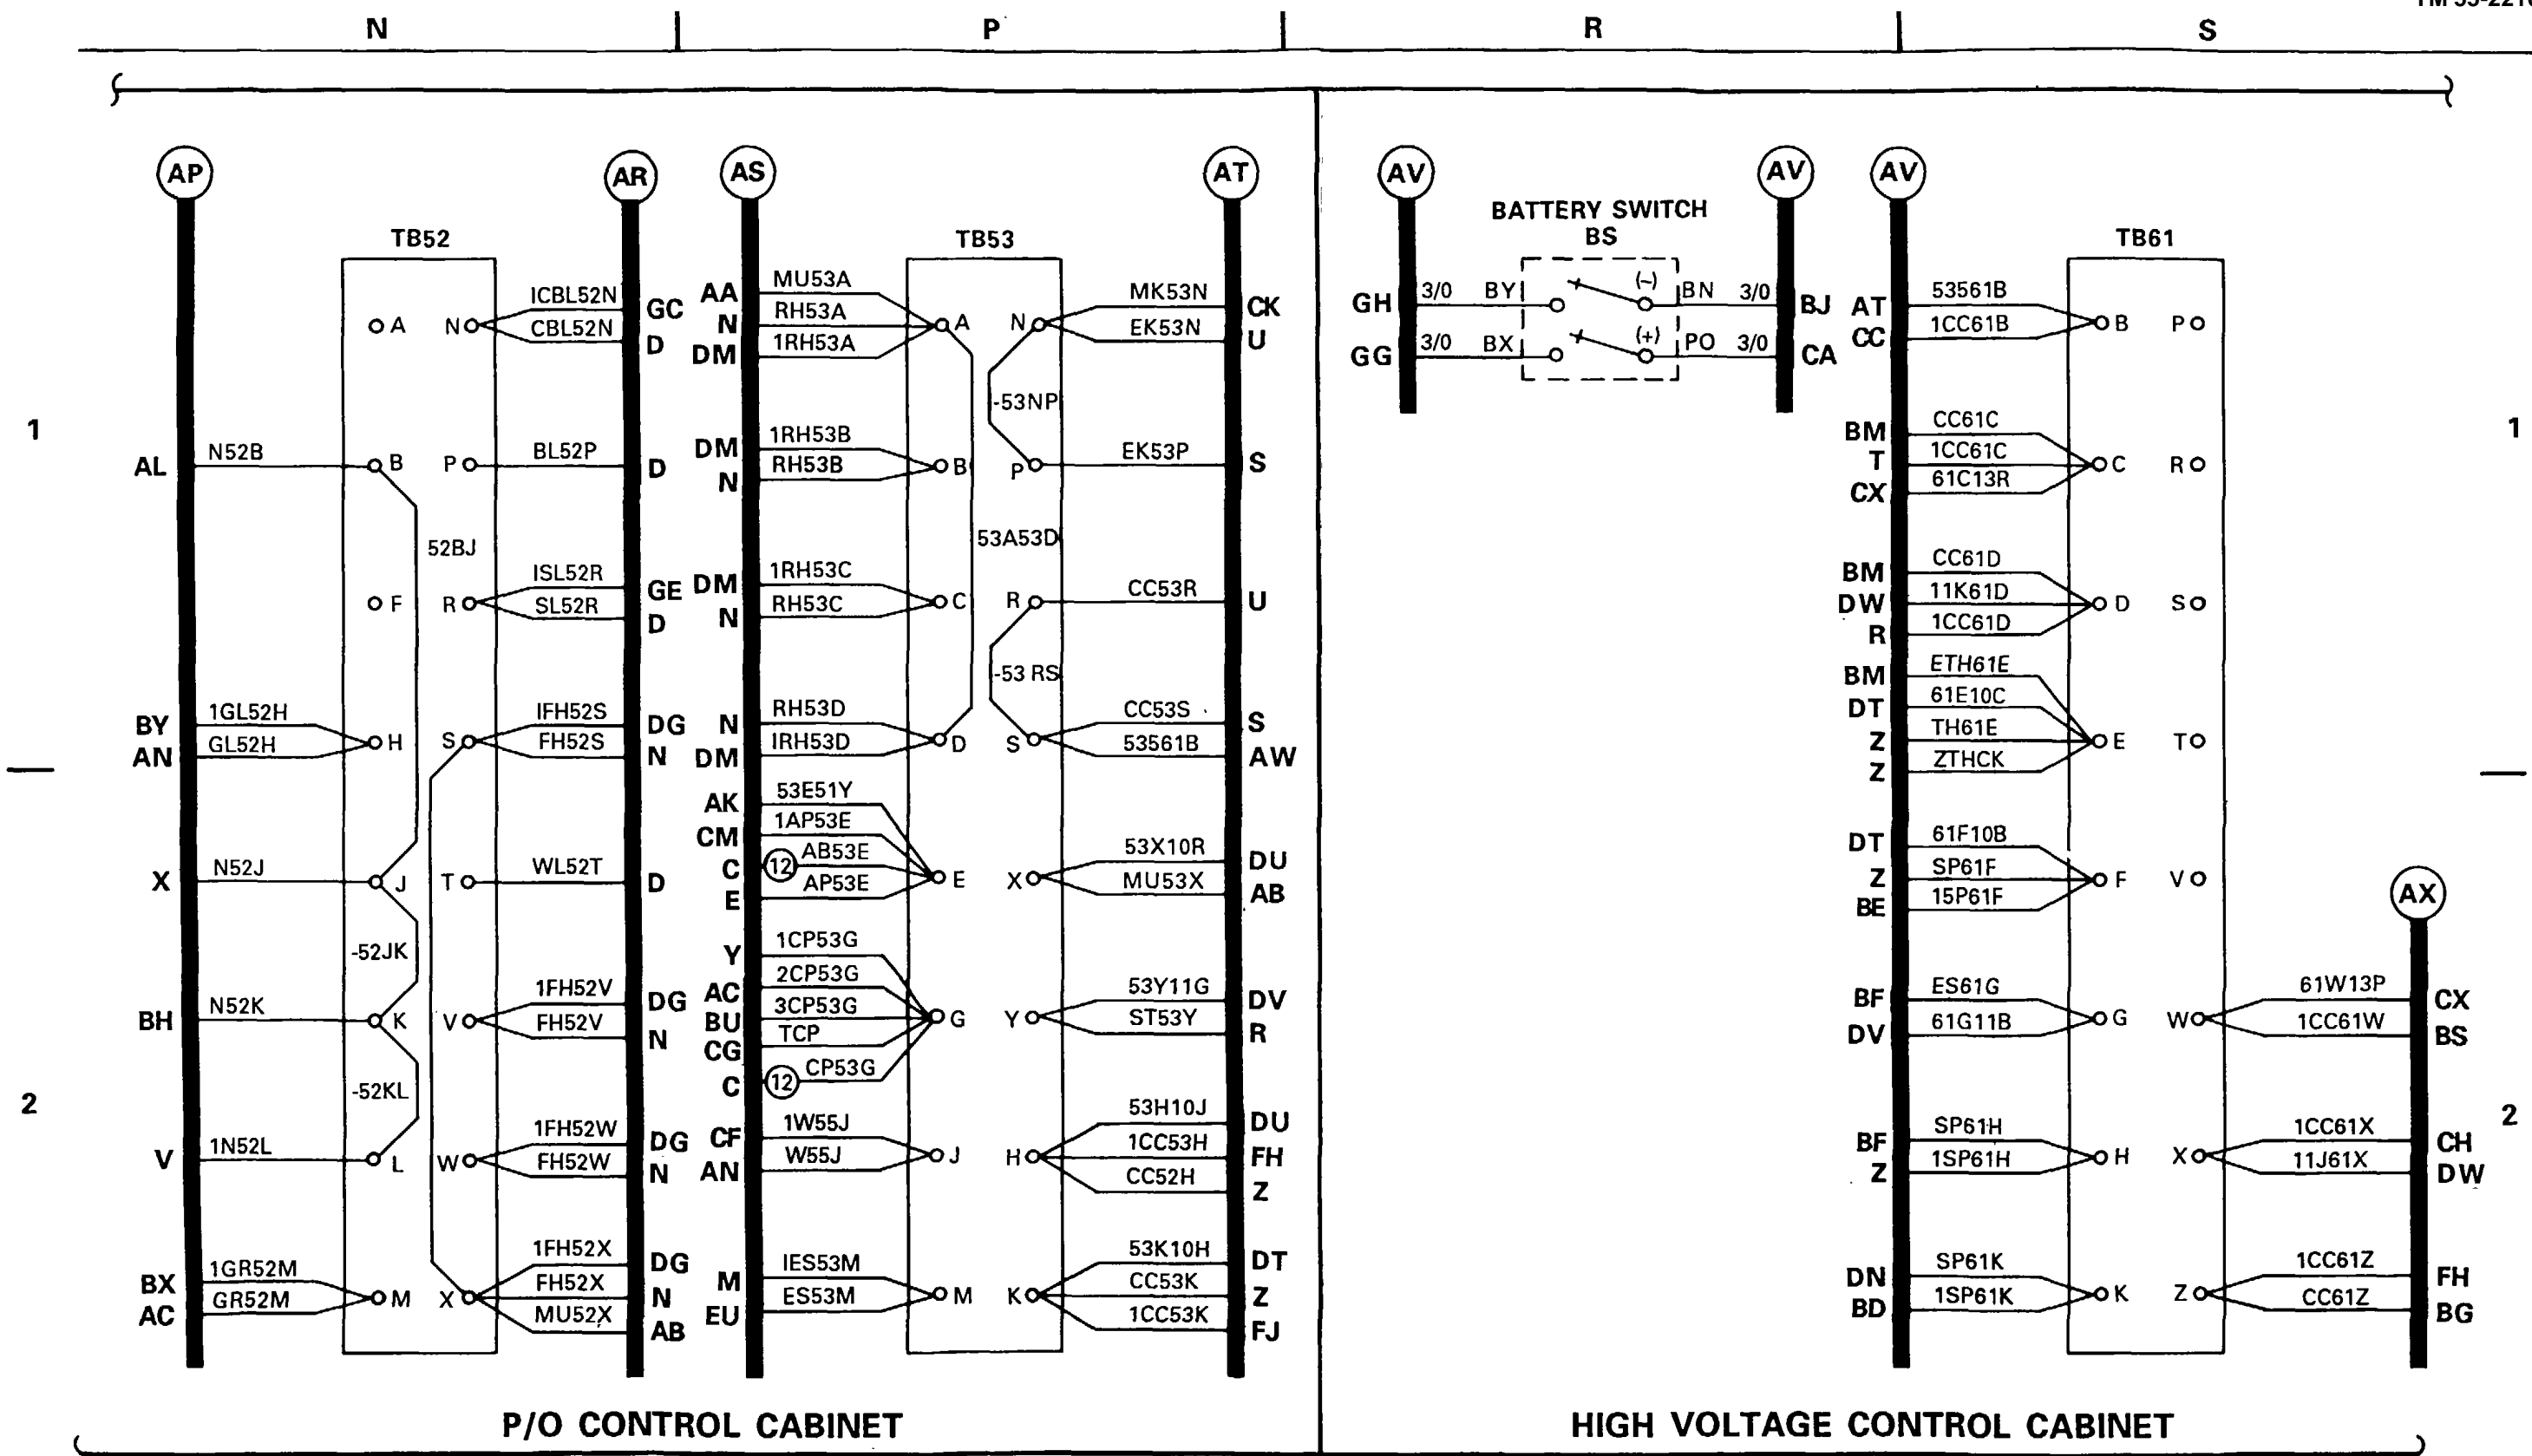 TM 55-221
N P R S
AP AR AS AT AV AV AV
BATTERY SWITCH
BS
TB52 TB53 TB61
1 1
2 2
A N ICBL52N GC
CBL52N D
AL N52B B P BL52P D
52BJ
F R ISL52R GE
SL52R D
BY 1GL52H H S IFH52S DG
AN GL52H FH52S N
X N52J J T WL52T D
-52JK
BH N52K K V 1FH52V DG
FH52V N
-52KL
V 1N52L L W 1FH52W DG
FH52W N
BX 1GR52M M X 1FH52X DG
AC GR52M FH52X N
MU52X AB
AA MU53A A N MK53N CK
N RH53A EK53N U
DM 1RH53A
-53NP
DM 1RH53B B P EK53P S
N RH53B
53A53D
DM 1RH53C C R CC53R U
N RH53C
-53 RS
N RH53D D S CC53S S
DM IRH53D 53561B AW
AK 53E51Y
CM 1AP53E
C 12 AB53E E X 53X10R DU
E AP53E MU53X AB
Y 1CP53G
AC 2CP53G
BU 3CP53G G Y 53Y11G DV
CG TCP ST53Y R
C 12 CP53G
CF 1W55J J H 53H10J DU
AN W55J 1CC53H FH
CC52H Z
M IES53M M K 53K10H DT
EU ES53M CC53K Z
1CC53K FJ
GH 3/0 BY (-) BN 3/0 BJ
GG 3/0 BX (+) PO 3/0 CA
AT 53561B B P
CC 1CC61B
BM CC61C
T 1CC61C C R
CX 61C13R
BM CC61D
DW 11K61D D S
R 1CC61D
BM ETH61E
DT 61E10C
Z TH61E E T
Z ZTHCK
DT 61F10B
Z SP61F F V
BE 15P61F
AX
BF ES61G G W 61W13P CX
DV 61G11B 1CC61W BS
BF SP61H H X 1CC61X CH
Z 1SP61H 11J61X DW
DN SP61K K Z 1CC61Z FH
BD 1SP61K CC61Z BG
P/O CONTROL CABINET
HIGH VOLTAGE CONTROL CABINET